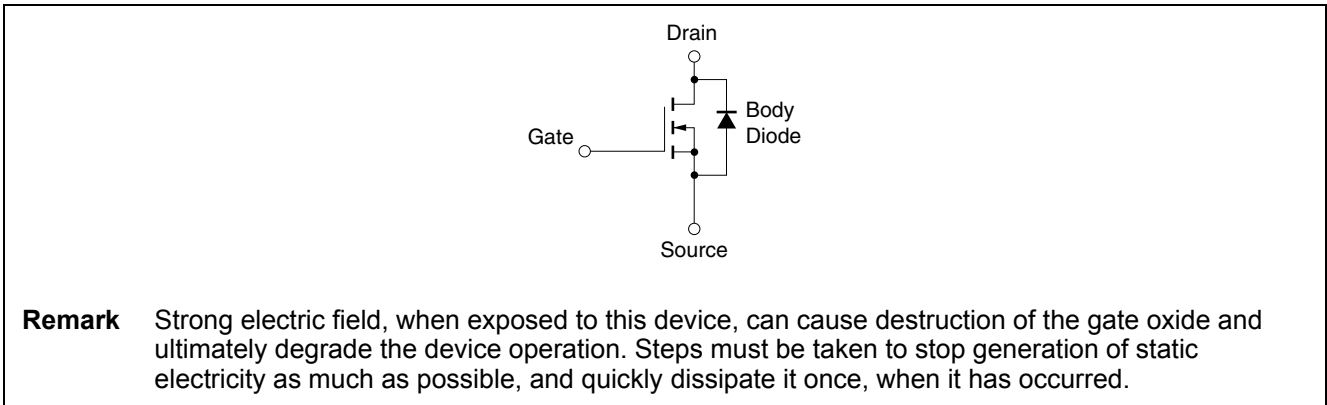 Drain
Body
Diode
Gate
Source
Remark Strong electric field, when exposed to this device, can cause destruction of the gate oxide and
ultimately degrade the device operation. Steps must be taken to stop generation of static
electricity as much as possible, and quickly dissipate it once, when it has occurred.